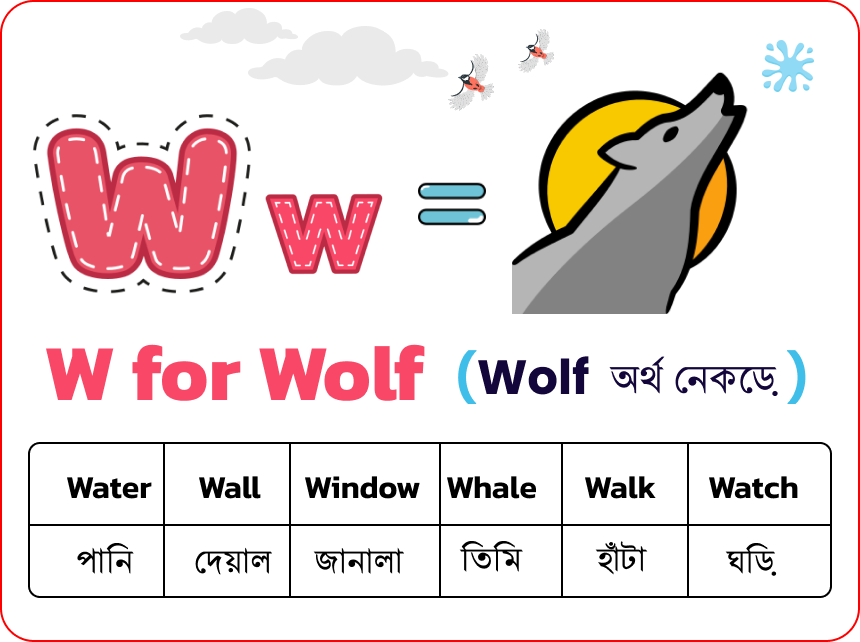 W w =
W for Wolf (Wolf অর্থ নেকড়ে)
Water Wall Window Whale Walk Watch
পানি দেয়াল জানালা তিমি হাঁটা ঘড়ি